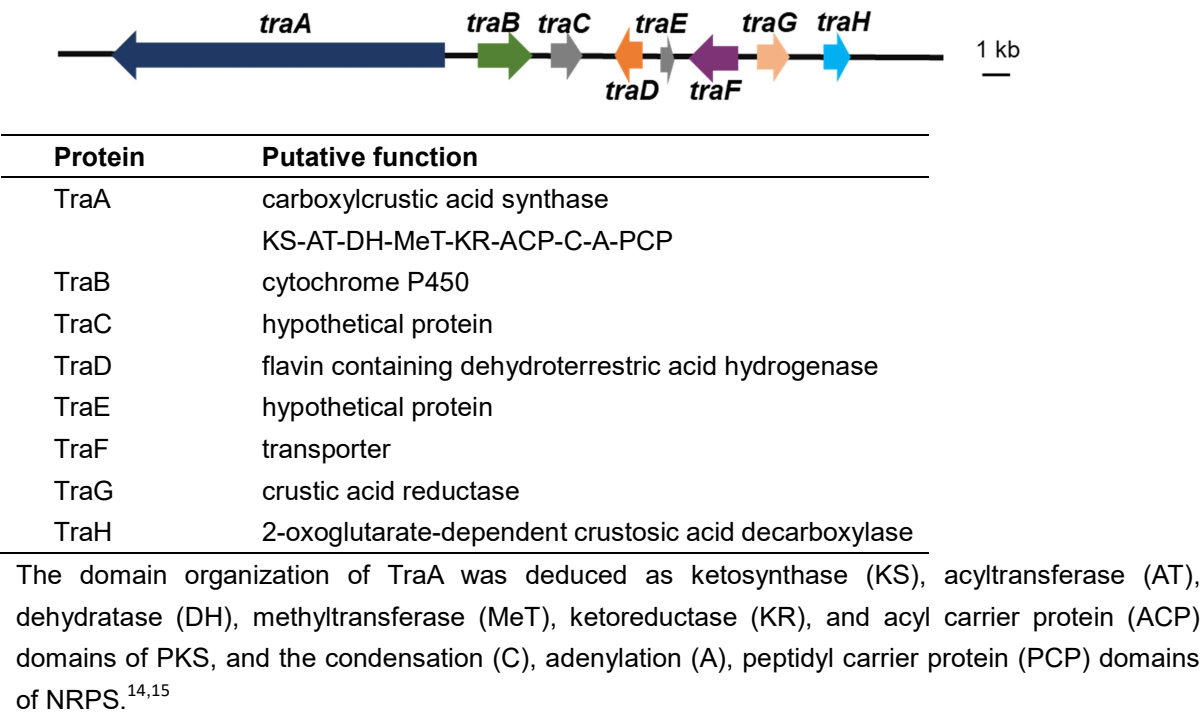 traA traB traC traE traG traH
1 kb
traD traF
Protein Putative function
TraA carboxylcrustic acid synthase
KS-AT-DH-MeT-KR-ACP-C-A-PCP
TraB cytochrome P450
TraC hypothetical protein
TraD flavin containing dehydroterrestric acid hydrogenase
TraE hypothetical protein
TraF transporter
TraG crustic acid reductase
TraH 2-oxoglutarate-dependent crustosic acid decarboxylase
The domain organization of TraA was deduced as ketosynthase (KS), acyltransferase (AT),
dehydratase (DH), methyltransferase (MeT), ketoreductase (KR), and acyl carrier protein (ACP)
domains of PKS, and the condensation (C), adenylation (A), peptidyl carrier protein (PCP) domains
of NRPS.14,15